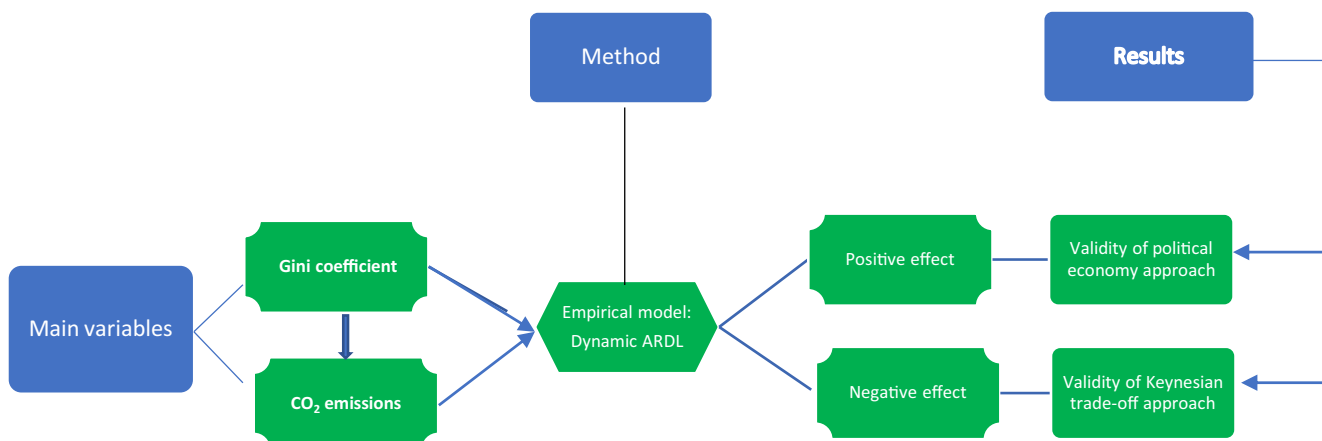 Method
Results
Main variables
Gini coefficient
CO₂ emissions
Empirical model:
Dynamic ARDL
Positive effect
Validity of political
economy approach
Negative effect
Validity of Keynesian
trade-off approach